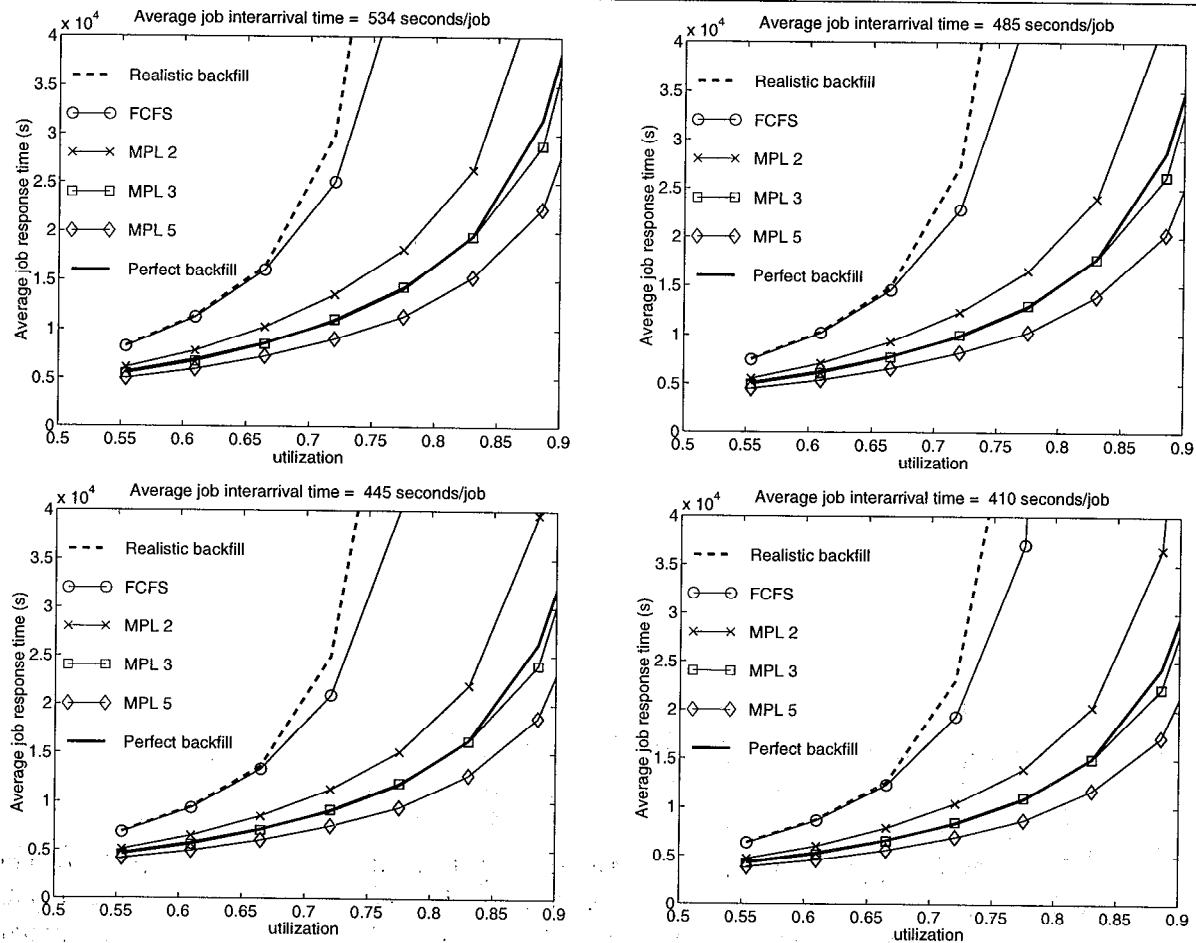 x 10^4
Average job interarrival time = 534 seconds/job
4
3.5
3
2.5
2
1.5
1
0.5
0
Average job response time (s)
Realistic backfill
FCFS
MPL 2
MPL 3
MPL 5
Perfect backfill
0.5 0.55 0.6 0.65 0.7 0.75 0.8 0.85 0.9
utilization
x 10^4
Average job interarrival time = 485 seconds/job
4
3.5
3
2.5
2
1.5
1
0.5
0
Average job response time (s)
Realistic backfill
FCFS
MPL 2
MPL 3
MPL 5
Perfect backfill
0.5 0.55 0.6 0.65 0.7 0.75 0.8 0.85 0.9
utilization
x 10^4
Average job interarrival time = 445 seconds/job
4
3.5
3
2.5
2
1.5
1
0.5
0
Average job response time (s)
Realistic backfill
FCFS
MPL 2
MPL 3
MPL 5
Perfect backfill
0.5 0.55 0.6 0.65 0.7 0.75 0.8 0.85 0.9
utilization
x 10^4
Average job interarrival time = 410 seconds/job
4
3.5
3
2.5
2
1.5
1
0.5
0
Average job response time (s)
Realistic backfill
FCFS
MPL 2
MPL 3
MPL 5
Perfect backfill
0.5 0.55 0.6 0.65 0.7 0.75 0.8 0.85 0.9
utilization